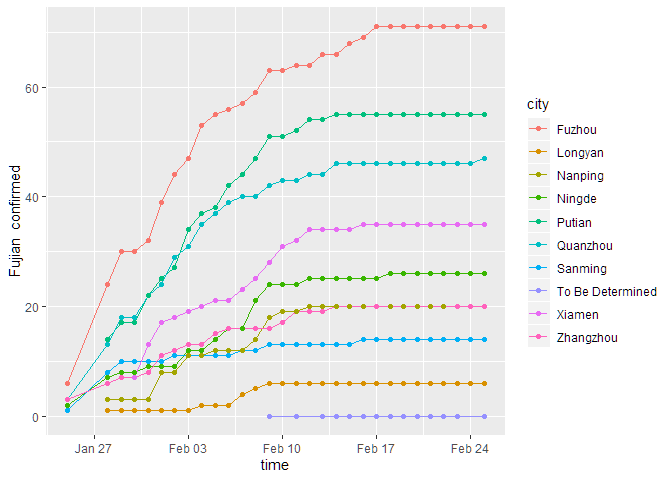 Fujian confirmed
60
40
20
0
Jan 27
Feb 03
Feb 10
Feb 17
Feb 24
time
city
Fuzhou
Longyan
Nanping
Ningde
Putian
Quanzhou
Sanming
To Be Determined
Xiamen
Zhangzhou